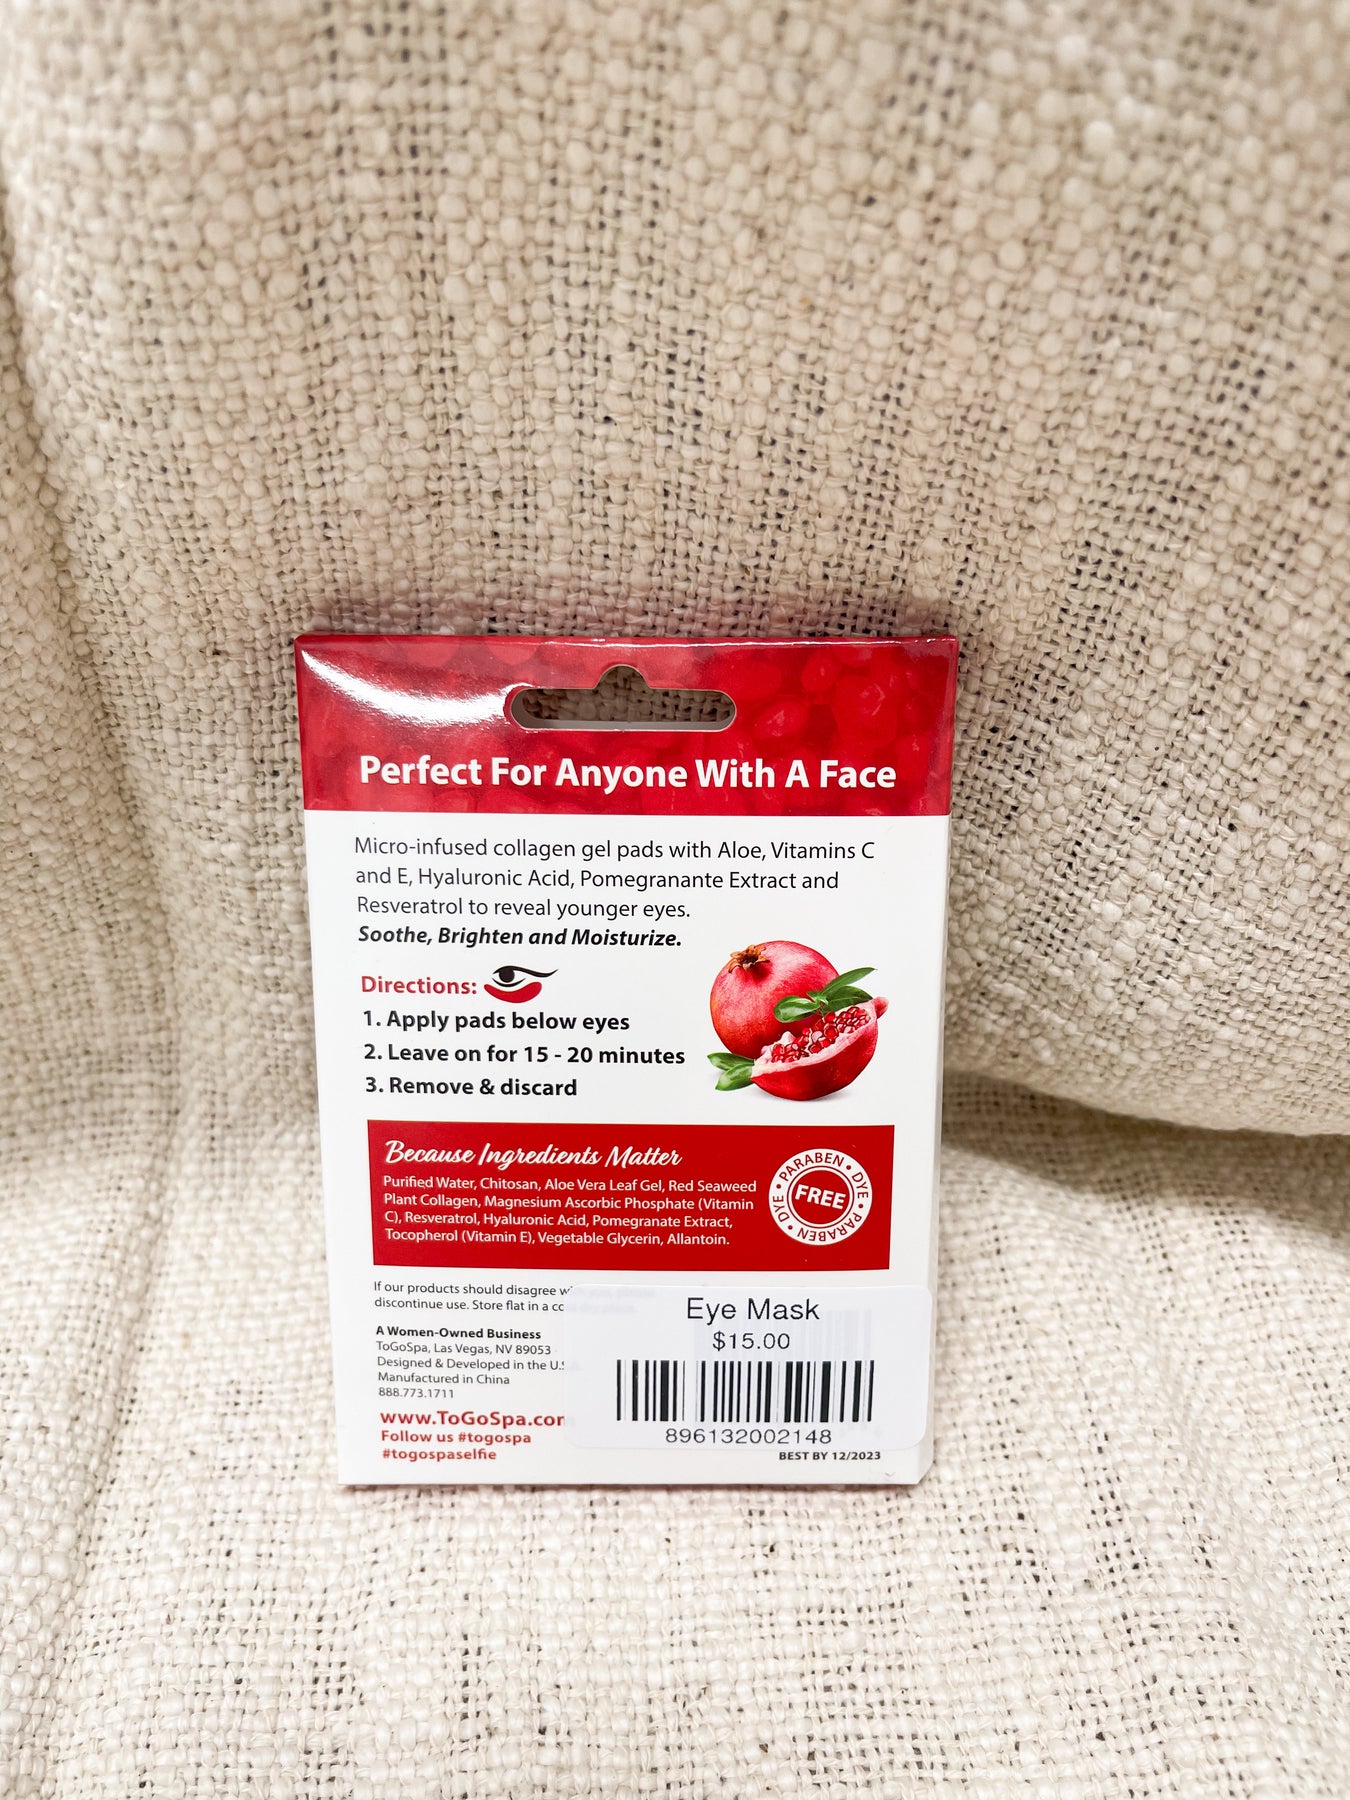 Perfect For Anyone With A Face
Micro-infused collagen gel pads with Aloe, Vitamins C
and E, Hyaluronic Acid, Pomegranante Extract and
Resveratrol to reveal younger eyes.
Soothe, Brighten and Moisturize.
Directions:
1. Apply pads below eyes
2. Leave on for 15 - 20 minutes
3. Remove & discard
Because Ingredients Matter
Purified Water, Chitosan, Aloe Vera Leaf Gel, Red Seaweed
Plant Collagen, Magnesium Ascorbic Phosphate (Vitamin
C), Resveratrol, Hyaluronic Acid, Pomegranate Extract,
Tocopherol (Vitamin E), Vegetable Glycerin, Allantoin.
PARABEN • DYE • PARABEN • DYE •
FREE
If our products should disagree
discontinue use. Store flat in a
A Women-Owned Business
ToGoSpa, Las Vegas, NV 89053
Designed & Developed in the U.S
Manufactured in China
888.773.1711
www.ToGoSpa.com
Follow us #togospa
#togospaselfie
Eye Mask
$15.00
896132002148
BEST BY 12/2023